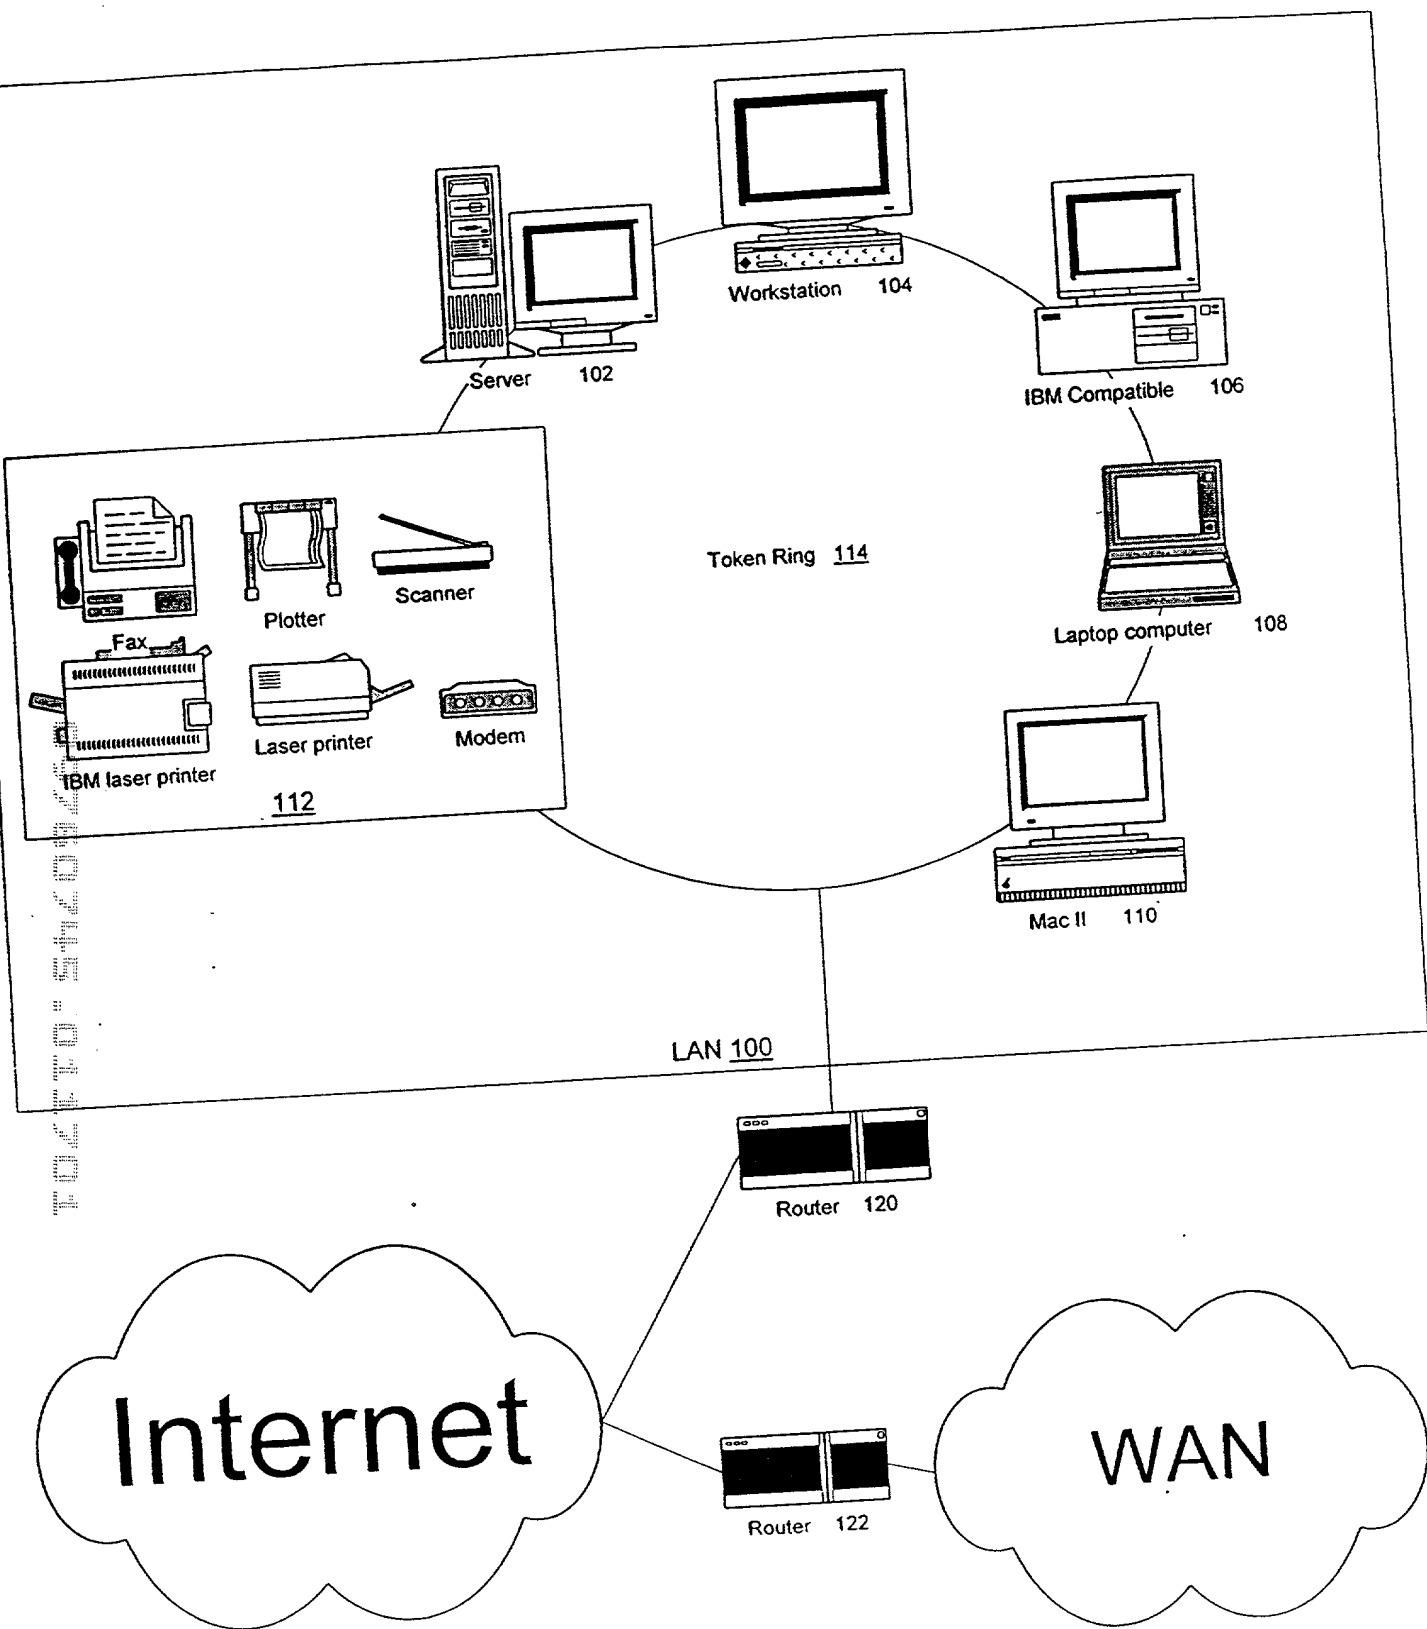 Workstation 104
Server 102
IBM Compatible 106
Token Ring 114
Scanner
Plotter
Fax
Laptop computer 108
Laser printer
Modem
IBM laser printer
112
Mac II 110
LAN 100
Router 120
Internet
WAN
Router 122